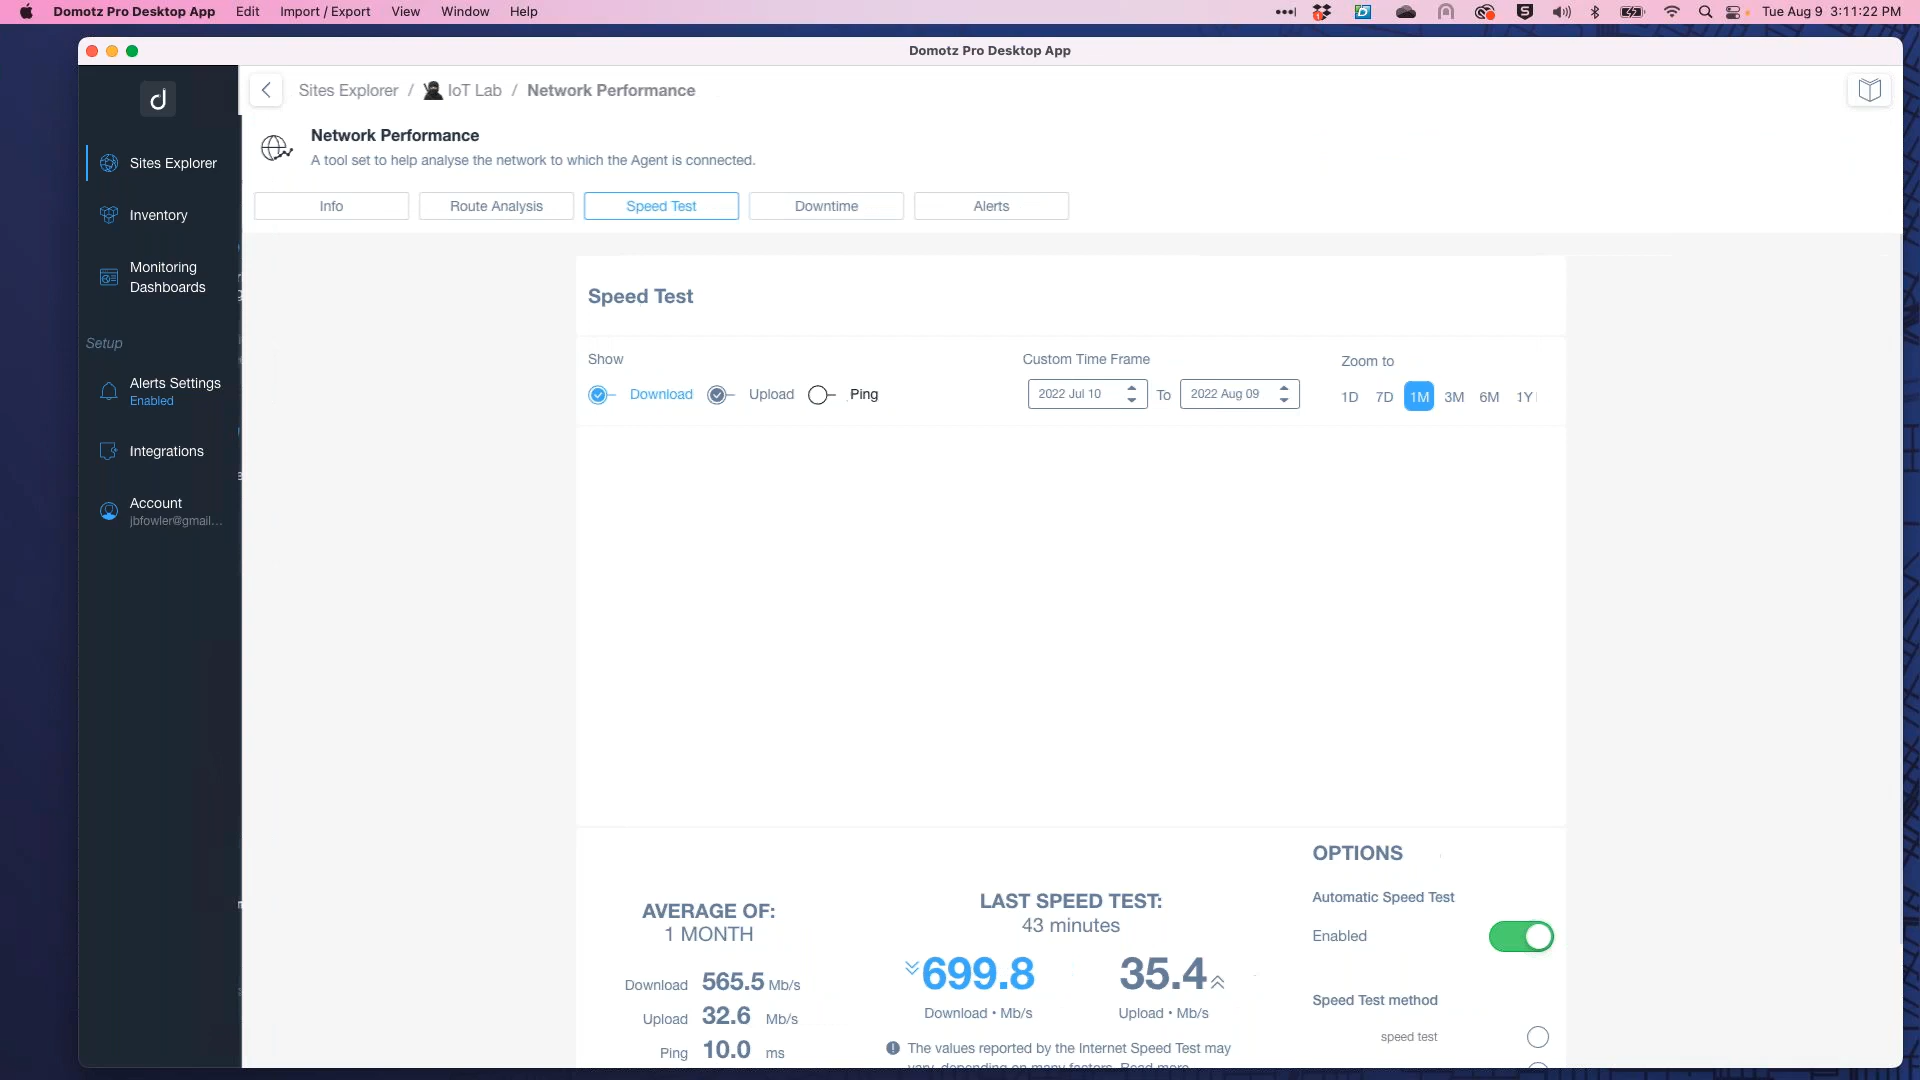 Domotz Pro Desktop App Edit Import / Export View Window Help Tue Aug 9 3:11:22 PM
Domotz Pro Desktop App
Sites Explorer / IoT Lab / Network Performance
Network Performance
A tool set to help analyse the network to which the Agent is connected.
Info Route Analysis Speed Test Downtime Alerts
Sites Explorer
Inventory
Monitoring
Dashboards
Setup
Alerts Settings
Enabled
Integrations
Account
jbfowler@gmail...
Speed Test
Show
Download Upload Ping
Custom Time Frame
2022 Jul 10 To 2022 Aug 09
Zoom to
1D 7D 1M 3M 6M 1Y
AVERAGE OF:
1 MONTH
Download 565.5 Mb/s
Upload 32.6 Mb/s
Ping 10.0 ms
LAST SPEED TEST:
43 minutes
699.8 35.4
Download • Mb/s Upload • Mb/s
The values reported by the Internet Speed Test may
vary, depending on many factors. Read more
OPTIONS
Automatic Speed Test
Enabled
Speed Test method
speed test